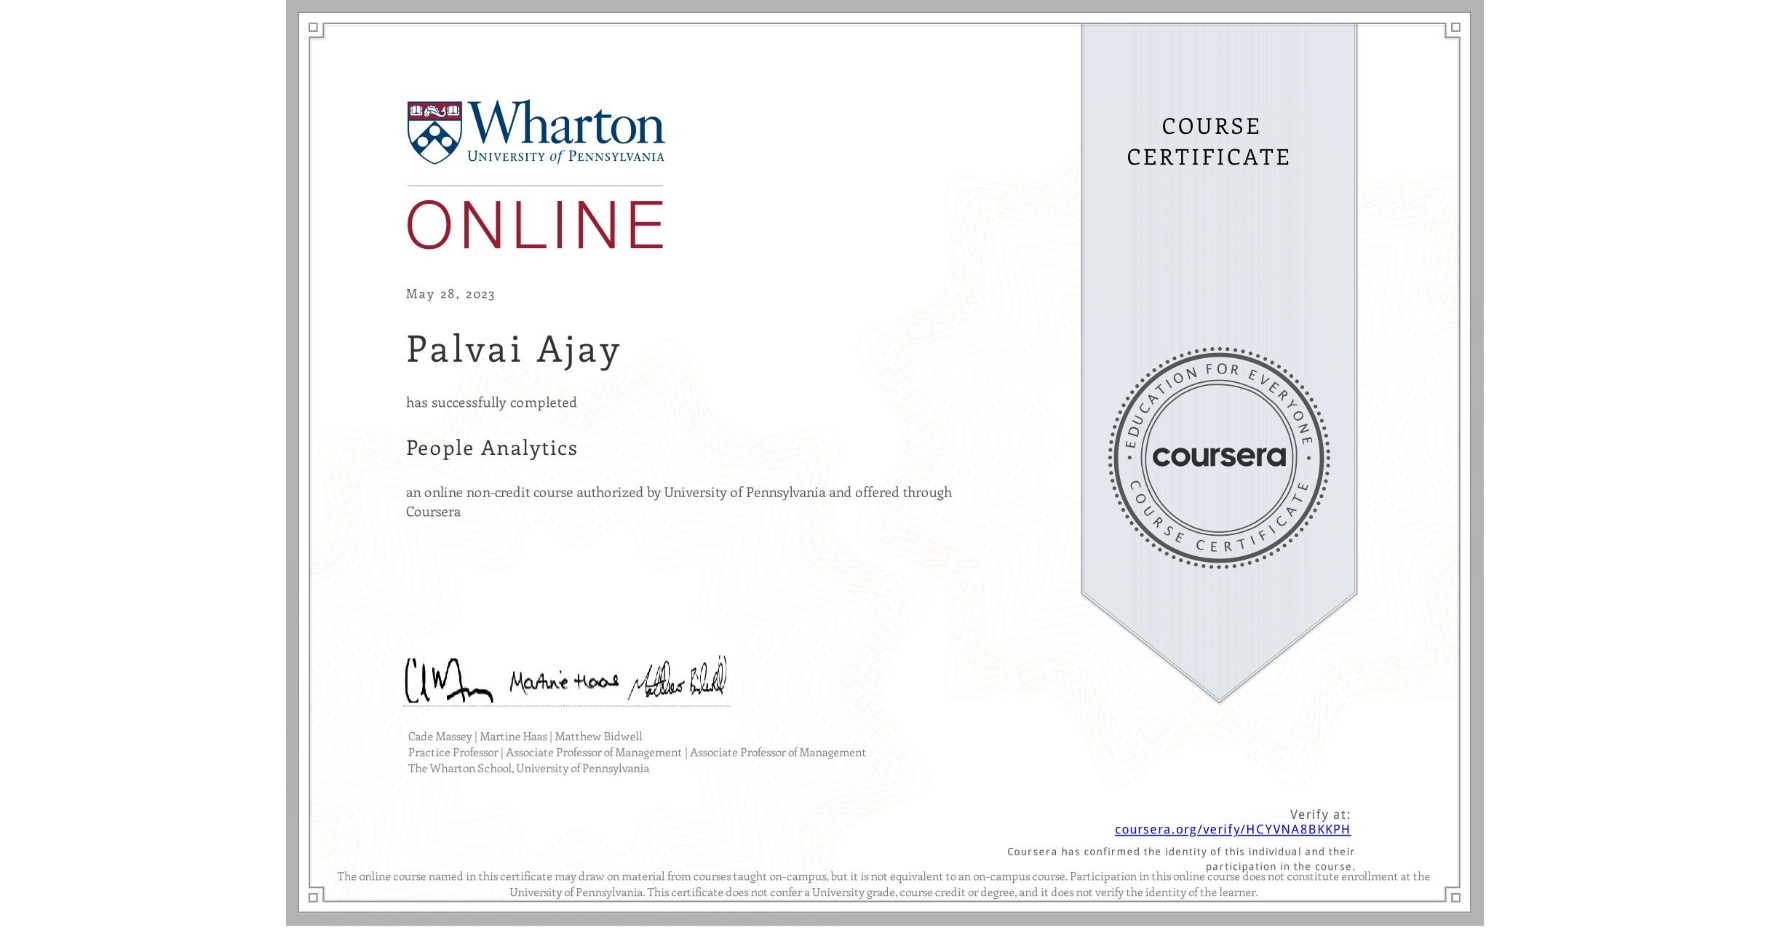 Wharton
UNIVERSITY of PENNSYLVANIA
ONLINE
May 28, 2023
Palvai Ajay
has successfully completed
People Analytics
an online non-credit course authorized by University of Pennsylvania and offered through
Coursera
COURSE
CERTIFICATE
EDUCATION FOR EVERYONE
coursera
COURSE CERTIFICATE
Martine Haas
Matthew Bidwell
Cade Massey | Martine Haas | Matthew Bidwell
Practice Professor | Associate Professor of Management | Associate Professor of Management
The Wharton School, University of Pennsylvania
Verify at:
coursera.org/verify/HCYVNA8BKKPH
Coursera has confirmed the identity of this individual and their
participation in the course.
The online course named in this certificate may draw on material from courses taught on-campus, but it is not equivalent to an on-campus course. Participation in this online course does not constitute enrollment at the
University of Pennsylvania. This certificate does not confer a University grade, course credit or degree, and it does not verify the identity of the learner.